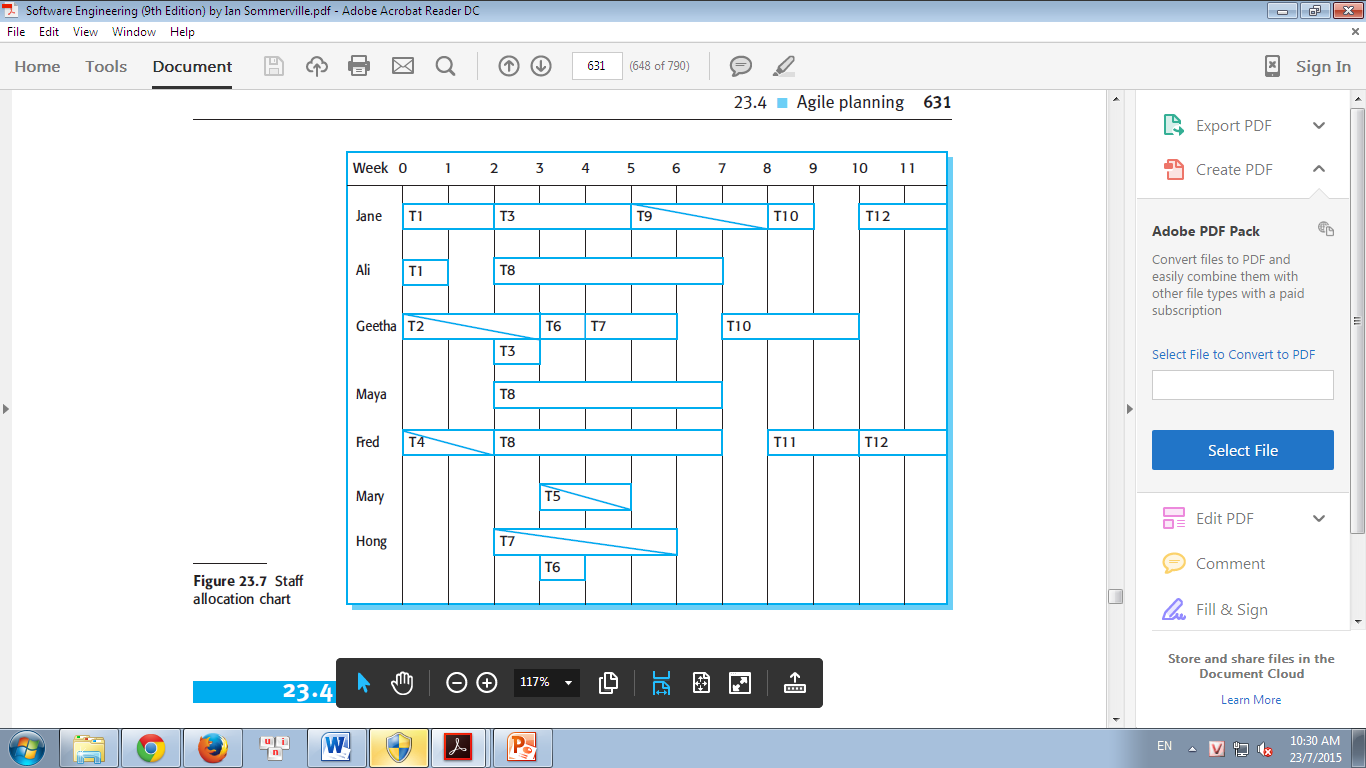 Software Engineering (9th Edition) by Ian Sommerville.pdf - Adobe Acrobat Reader DC
File Edit View Window Help
Home Tools Document 631 (648 of 790) Sign In
23.4 ■ Agile planning 631
Week 0 1 2 3 4 5 6 7 8 9 10 11
Jane T1 T3 T9 T10 T12
Ali T1 T8
Geetha T2 T6 T7 T10
T3
Maya T8
Fred T4 T8 T11 T12
Mary T5
Hong T7
T6
Figure 23.7 Staff
allocation chart
23.4
117%
Export PDF
Create PDF
Adobe PDF Pack
Convert files to PDF and
easily combine them with
other file types with a paid
subscription
Select File to Convert to PDF
Select File
Edit PDF
Comment
Fill & Sign
Store and share files in the
Document Cloud
Learn More
u n i
EN
10:30 AM
23/7/2015